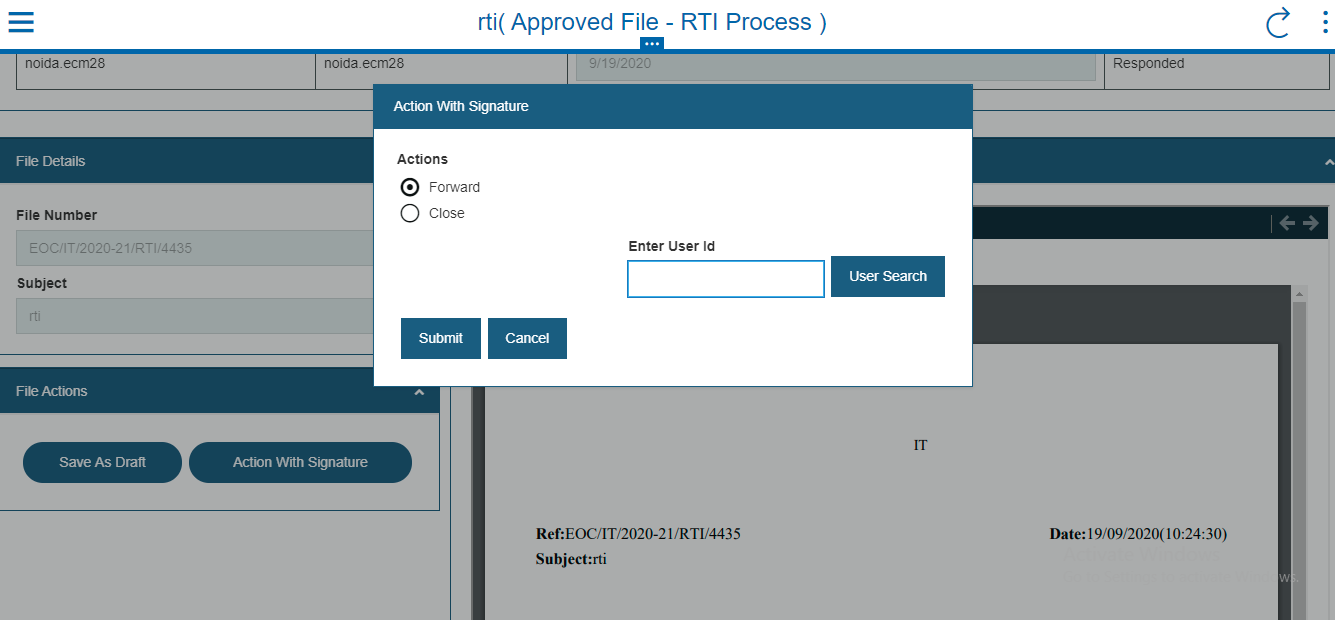 rti( Approved File - RTI Process )
noida.ecm28
noida.ecm28
9/19/2020
Responded
Action With Signature
Actions
Forward
Close
Enter User Id
User Search
Submit
Cancel
File Details
File Number
EOC/IT/2020-21/RTI/4435
Subject
rti
File Actions
Save As Draft
Action With Signature
IT
Ref:EOC/IT/2020-21/RTI/4435
Date:19/09/2020(10:24:30)
Subject:rti